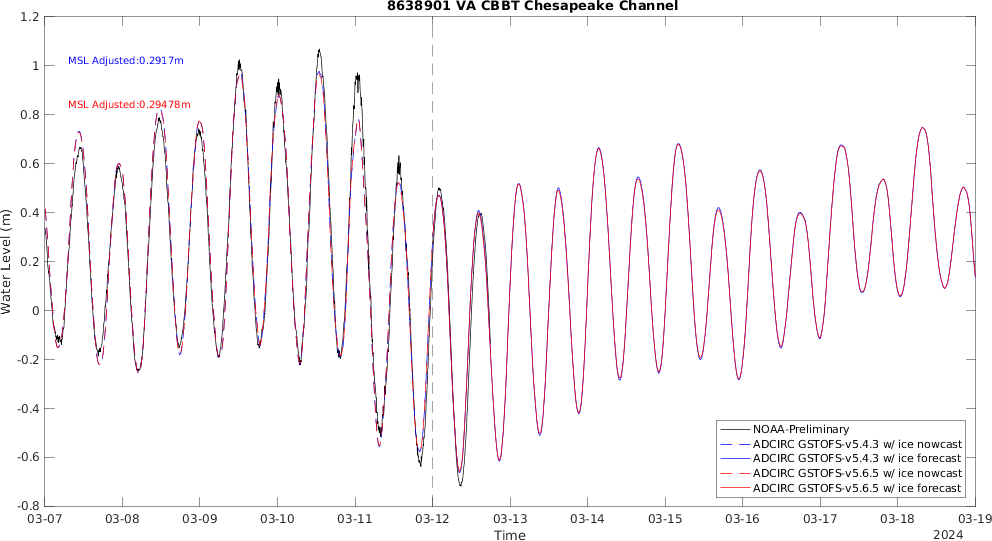 8638901 VA CBBT Chesapeake Channel
1.2
1
0.8
0.6
0.4
0.2
0
-0.2
-0.4
-0.6
-0.8
Water Level (m)
MSL Adjusted:0.2917m
MSL Adjusted:0.29478m
NOAA-Preliminary
ADCIRC GSTOFS-v5.4.3 w/ ice nowcast
ADCIRC GSTOFS-v5.4.3 w/ ice forecast
ADCIRC GSTOFS-v5.6.5 w/ ice nowcast
ADCIRC GSTOFS-v5.6.5 w/ ice forecast
03-07 03-08 03-09 03-10 03-11 03-12 03-13 03-14 03-15 03-16 03-17 03-18 03-19
Time
2024